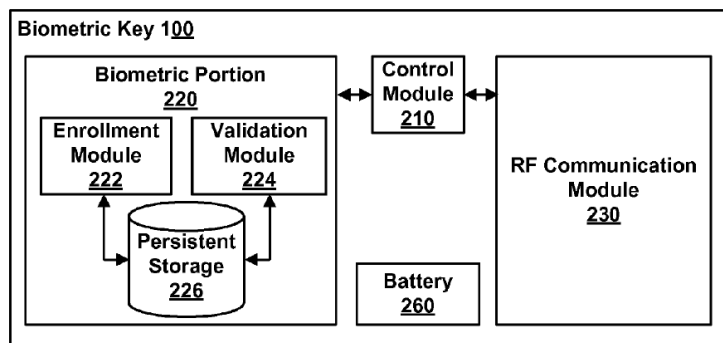 Biometric Key 100
Biometric Portion
220
Enrollment
Module
222
Validation
Module
224
Persistent
Storage
226
Control
Module
210
Battery
260
RF Communication
Module
230